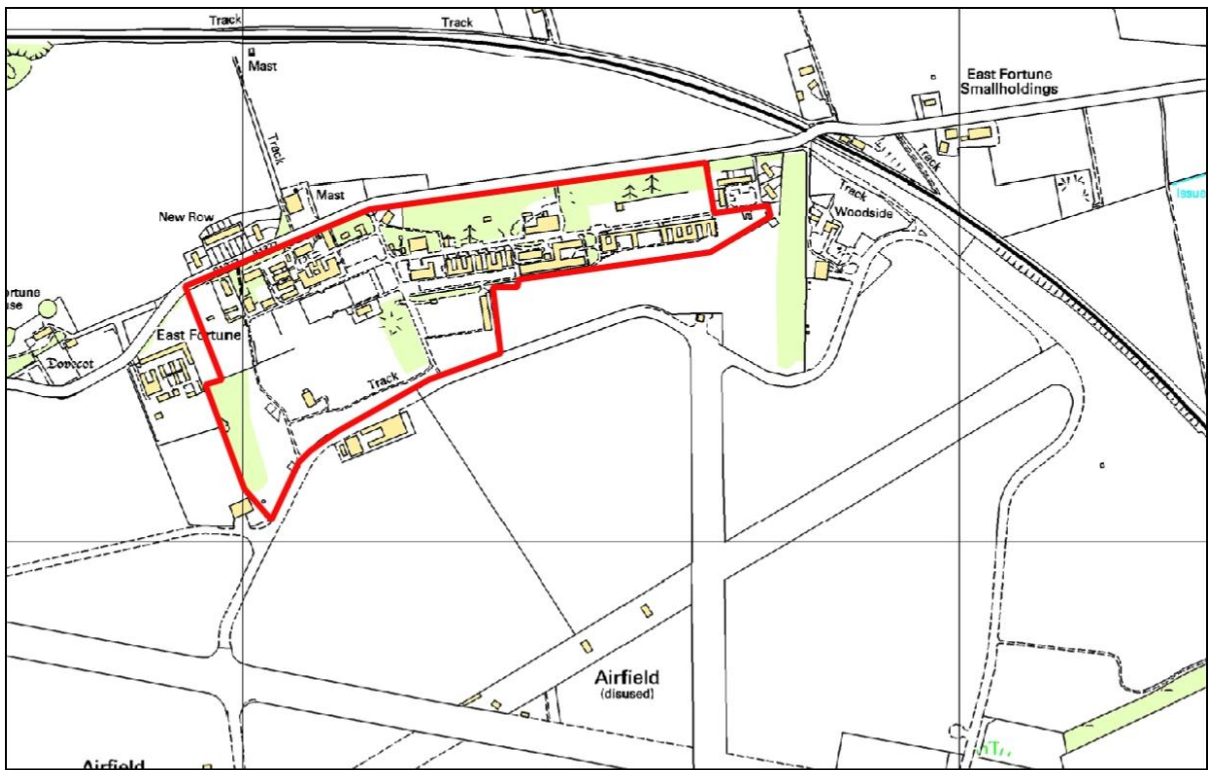 Track
Track
Mast
East Fortune
Smallholdings
Track
Track
Mast
New Row
Track
Woodside
Issue
East Fortune
Dovecot
Track
Airfield
(disused)
Airfield